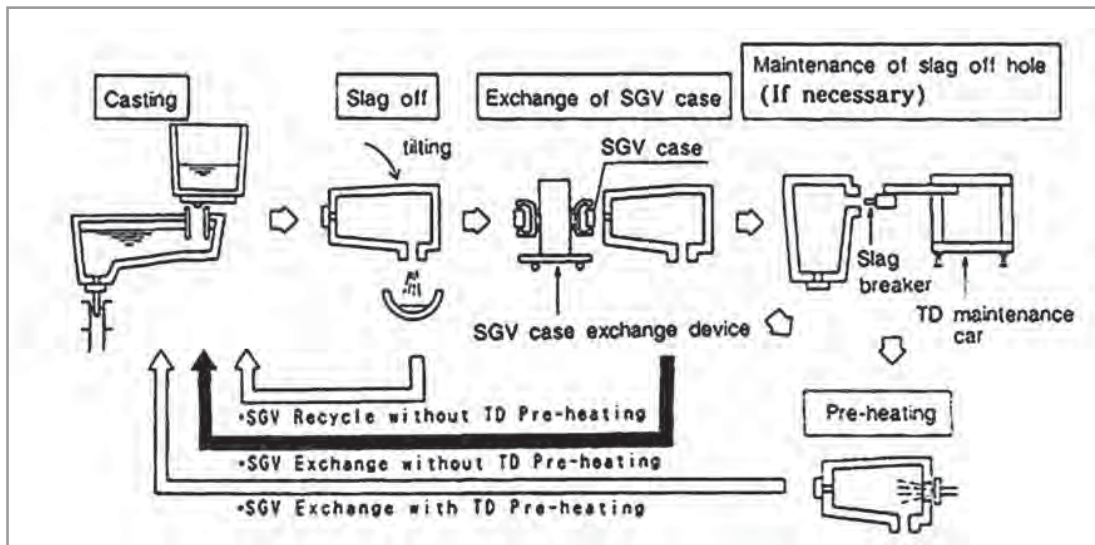 Casting
Slag off
Exchange of SGV case
Maintenance of slag off hole
(If necessary)
tilting
SGV case
Slag
breaker
TD maintenance
car
SGV case exchange device
Pre-heating
•SGV Recycle without TD Pre-heating
•SGV Exchange without TD Pre-heating
•SGV Exchange with TD Pre-heating